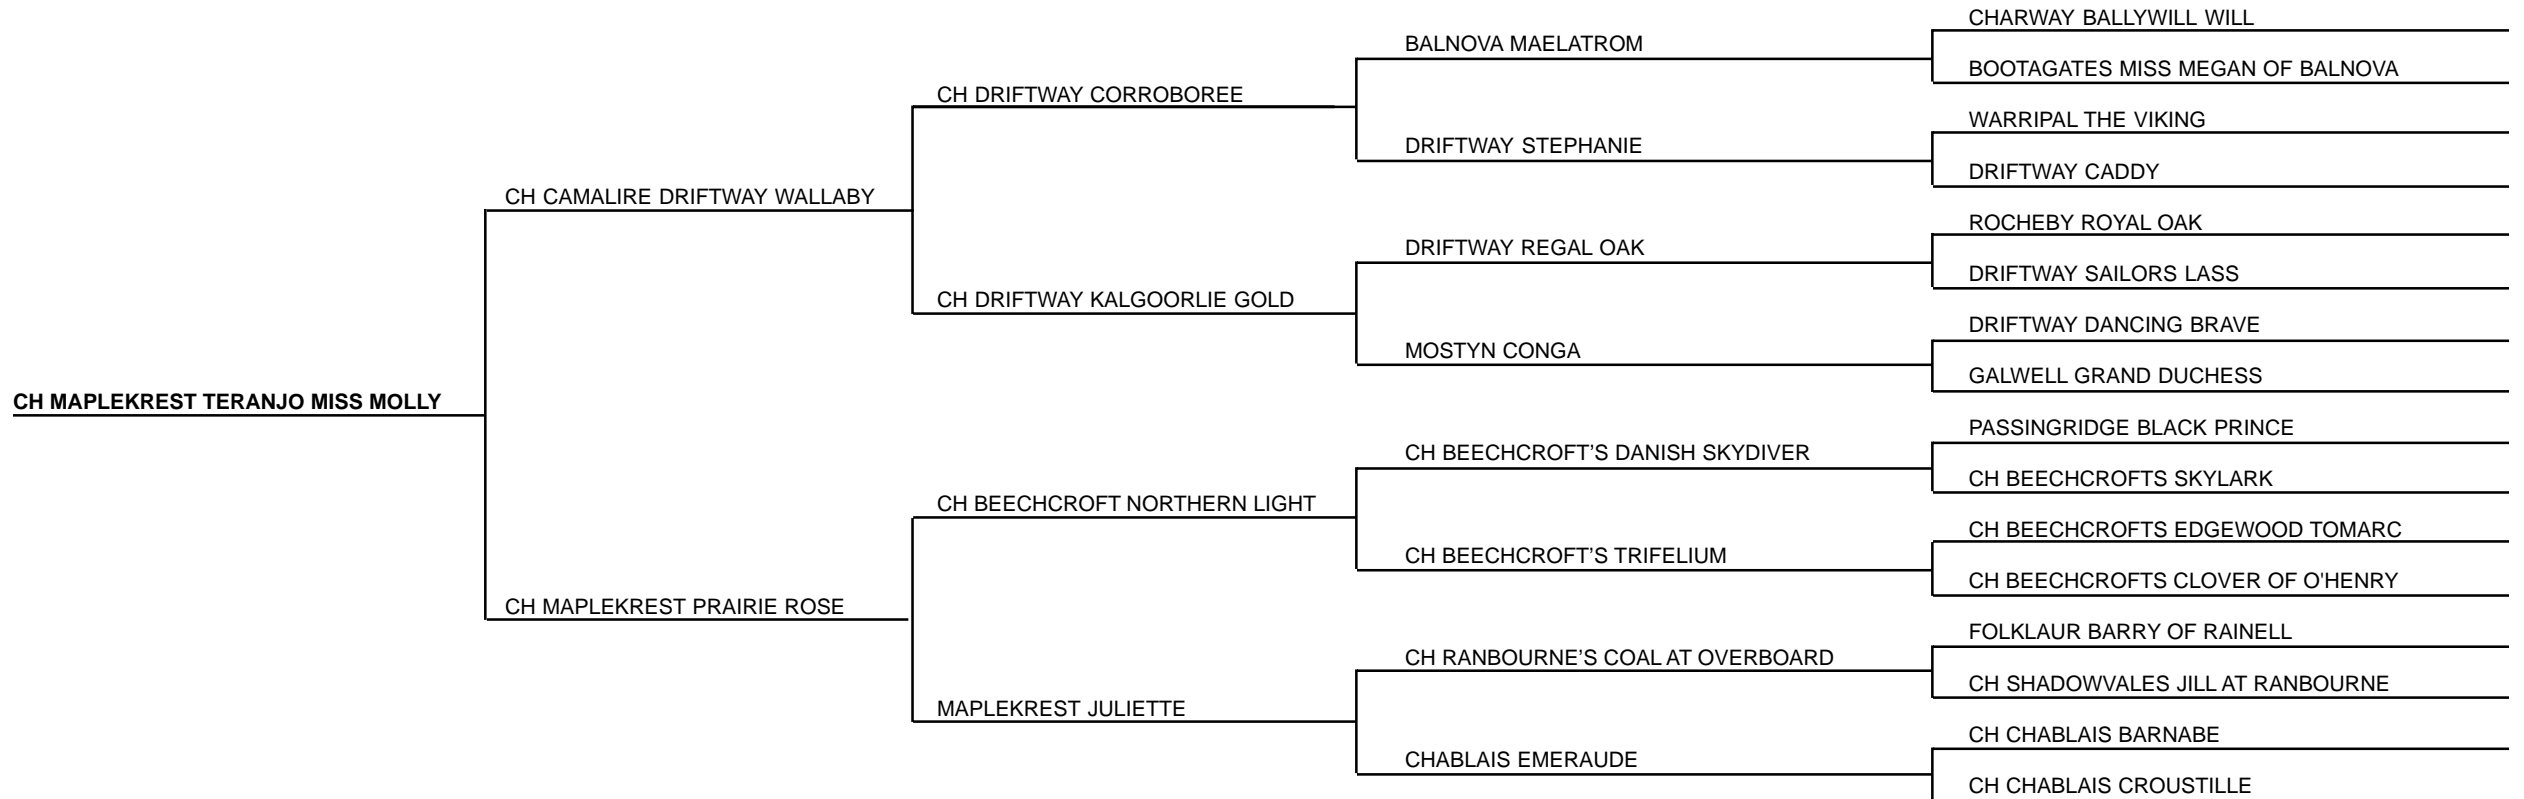 CHARWAY BALLYWILL WILL
BALNOVA MAELATROM
BOOTAGATES MISS MEGAN OF BALNOVA
CH DRIFTWAY CORROBOREE
WARRIPAL THE VIKING
DRIFTWAY STEPHANIE
DRIFTWAY CADDY
CH CAMALIRE DRIFTWAY WALLABY
ROCHEBY ROYAL OAK
DRIFTWAY REGAL OAK
DRIFTWAY SAILORS LASS
CH DRIFTWAY KALGOORLIE GOLD
DRIFTWAY DANCING BRAVE
MOSTYN CONGA
GALWELL GRAND DUCHESS
CH MAPLEKREST TERANJO MISS MOLLY
PASSINGRIDGE BLACK PRINCE
CH BEECHCROFT’S DANISH SKYDIVER
CH BEECHCROFTS SKYLARK
CH BEECHCROFT NORTHERN LIGHT
CH BEECHCROFTS EDGEWOOD TOMARC
CH BEECHCROFT’S TRIFELIUM
CH BEECHCROFTS CLOVER OF O'HENRY
CH MAPLEKREST PRAIRIE ROSE
FOLKLAUR BARRY OF RAINELL
CH RANBOURNE’S COAL AT OVERBOARD
CH SHADOWVALES JILL AT RANBOURNE
MAPLEKREST JULIETTE
CH CHABLAIS BARNABE
CHABLAIS EMERAUDE
CH CHABLAIS CROUSTILLE